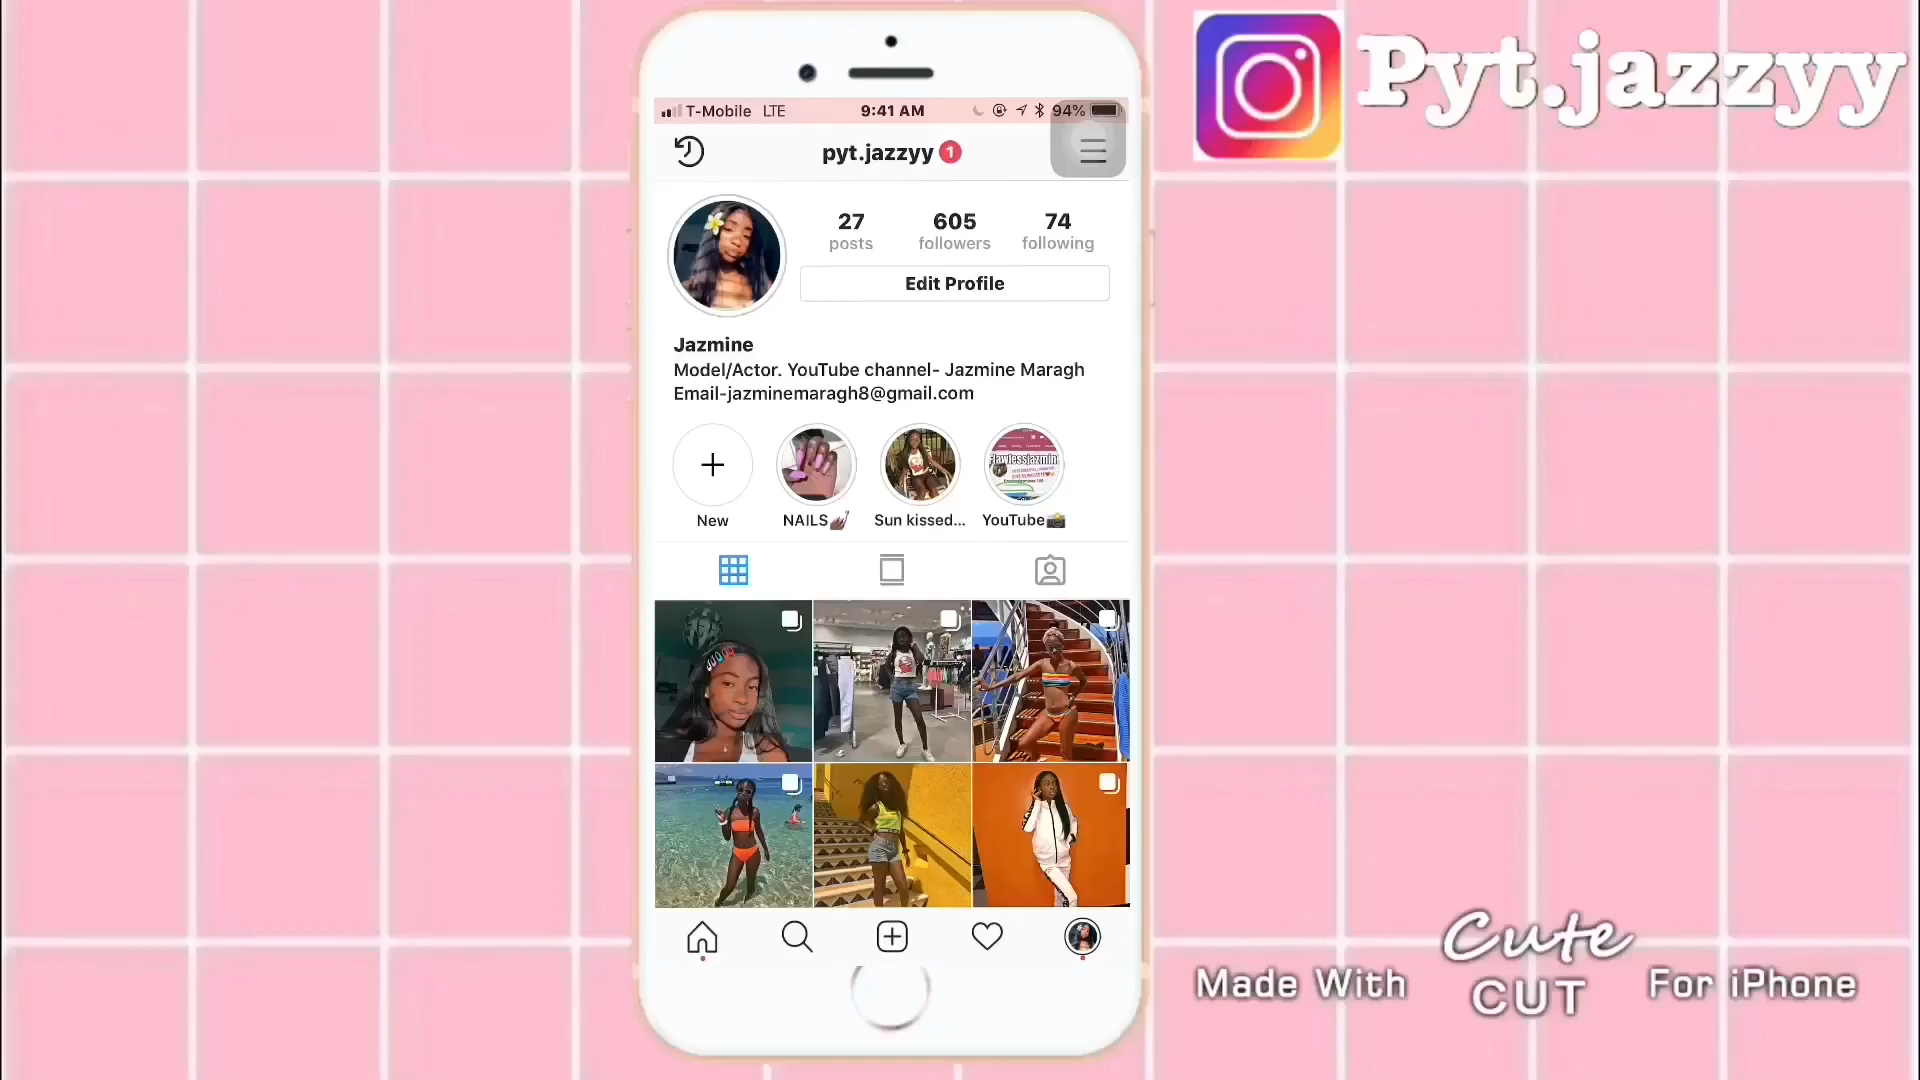 Pyt.jazzyy
T-Mobile LTE 9:41 AM 94%
pyt.jazzyy 1
27 605 74
posts followers following
Edit Profile
Jazmine
Model/Actor. YouTube channel- Jazmine Maragh
Email-jazminemaragh8@gmail.com
flawlessjazmine
New NAILS💅🏿 Sun kissed... YouTube📸
Cute
CUT
Made With For iPhone